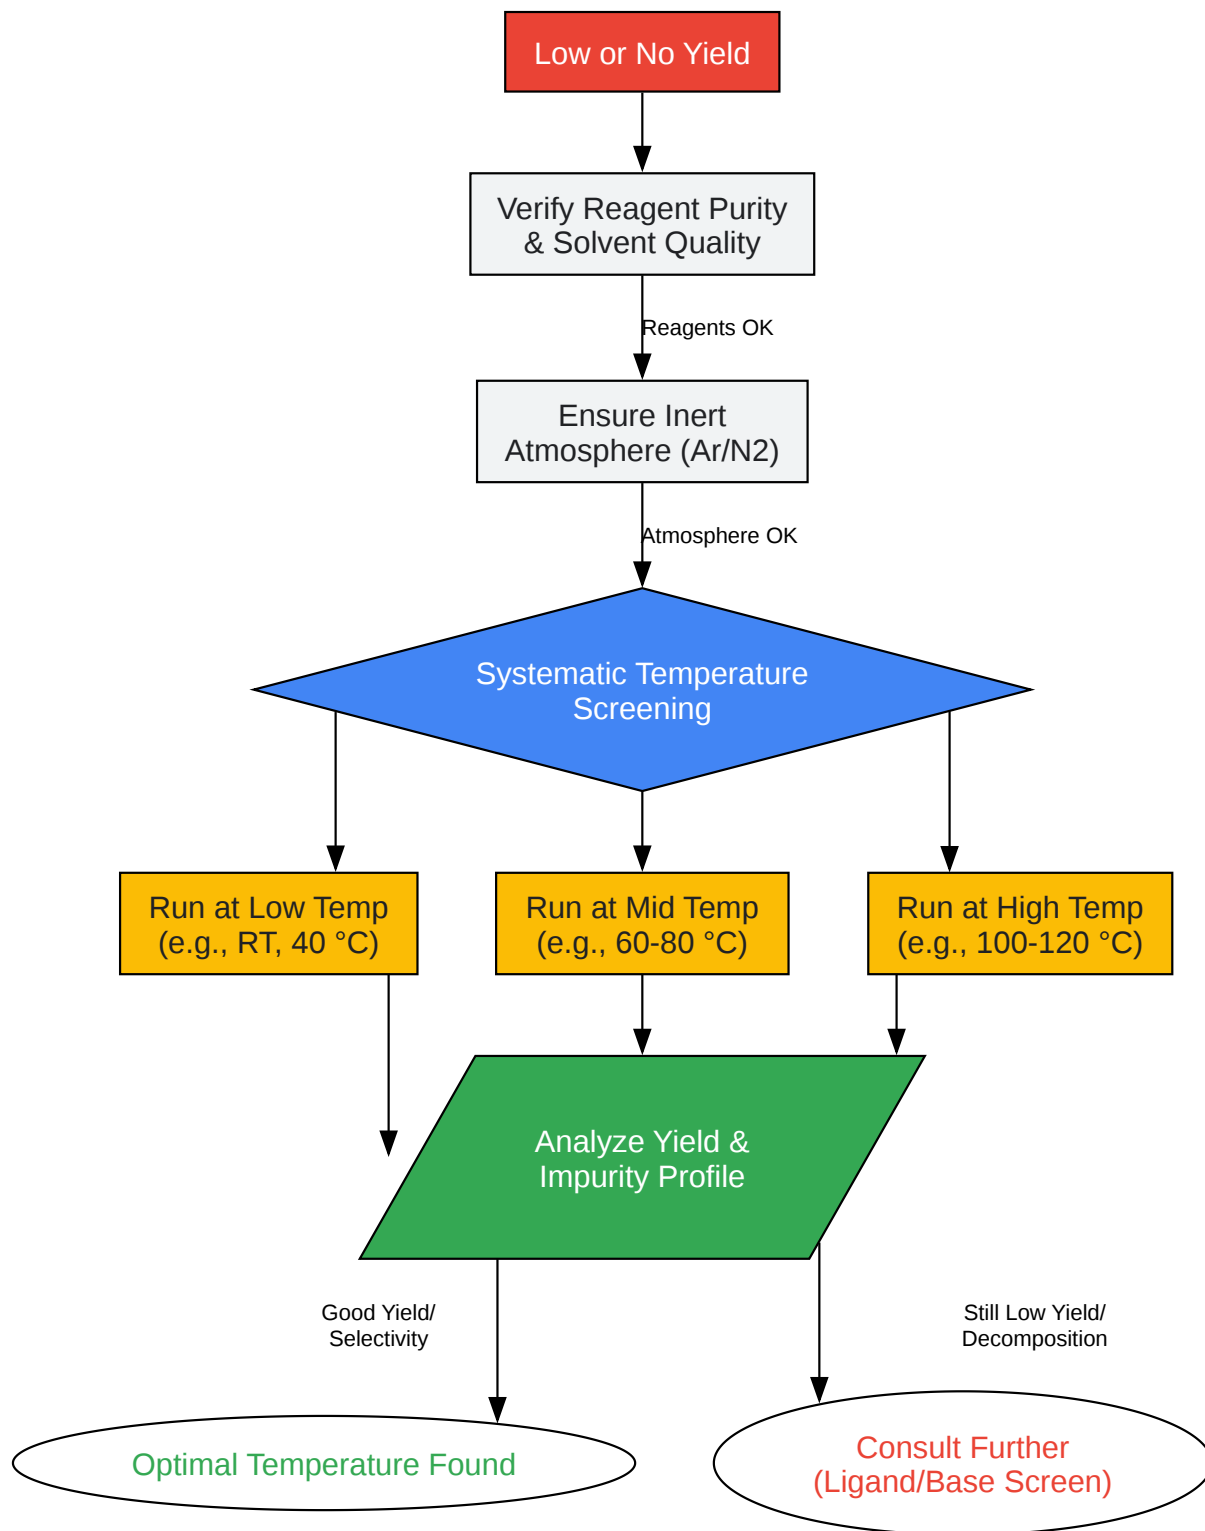 Low or No Yield
Verify Reagent Purity
& Solvent Quality
Reagents OK
Ensure Inert
Atmosphere (Ar/N2)
Atmosphere OK
Systematic Temperature
Screening
Run at Low Temp
(e.g., RT, 40 °C)
Run at Mid Temp
(e.g., 60-80 °C)
Run at High Temp
(e.g., 100-120 °C)
Analyze Yield &
Impurity Profile
Good Yield/
Selectivity
Still Low Yield/
Decomposition
Optimal Temperature Found
Consult Further
(Ligand/Base Screen)